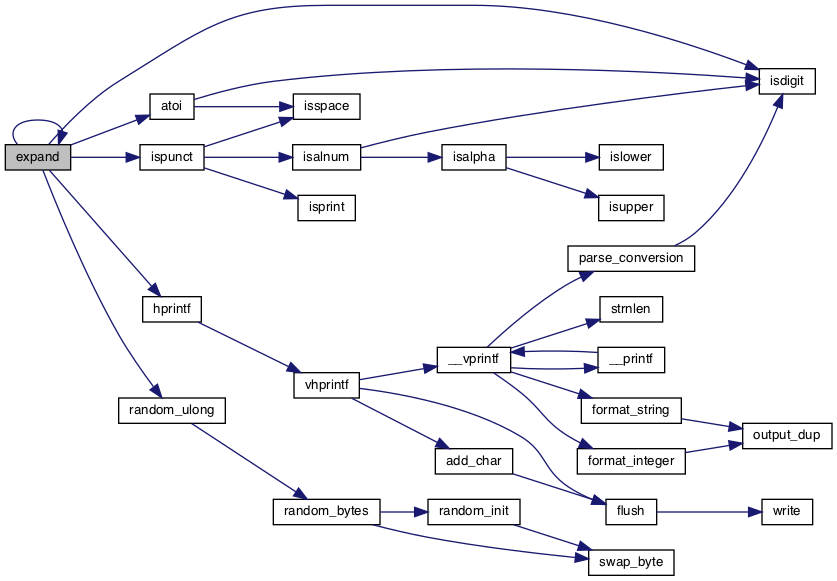 isdigit
atoi
isspace
expand
ispunct
isalnum
isalpha
islower
isprint
isupper
parse_conversion
hprintf
strnlen
__vprintf
__printf
vhprintf
random_ulong
format_string
output_dup
add_char
format_integer
random_bytes
random_init
flush
write
swap_byte